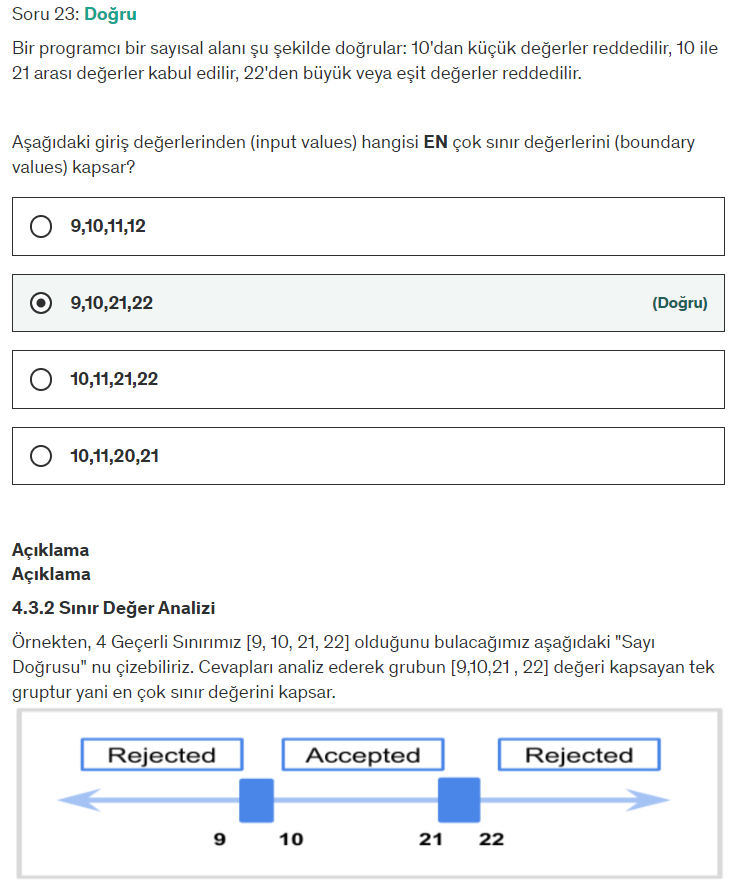 Soru 23: Doğru
Bir programcı bir sayısal alanı şu şekilde doğrular: 10'dan küçük değerler reddedilir, 10 ile
21 arası değerler kabul edilir, 22'den büyük veya eşit değerler reddedilir.
Aşağıdaki giriş değerlerinden (input values) hangisi EN çok sınır değerlerini (boundary
values) kapsar?
9,10,11,12
9,10,21,22 (Doğru)
10,11,21,22
10,11,20,21
Açıklama
Açıklama
4.3.2 Sınır Değer Analizi
Örnekten, 4 Geçerli Sınırımız [9, 10, 21, 22] olduğunu bulacağımız aşağıdaki "Sayı
Doğrusu" nu çizebiliriz. Cevapları analiz ederek grubun [9,10,21 , 22] değeri kapsayan tek
gruptur yani en çok sınır değerini kapsar.
Rejected Accepted Rejected
9 10 21 22